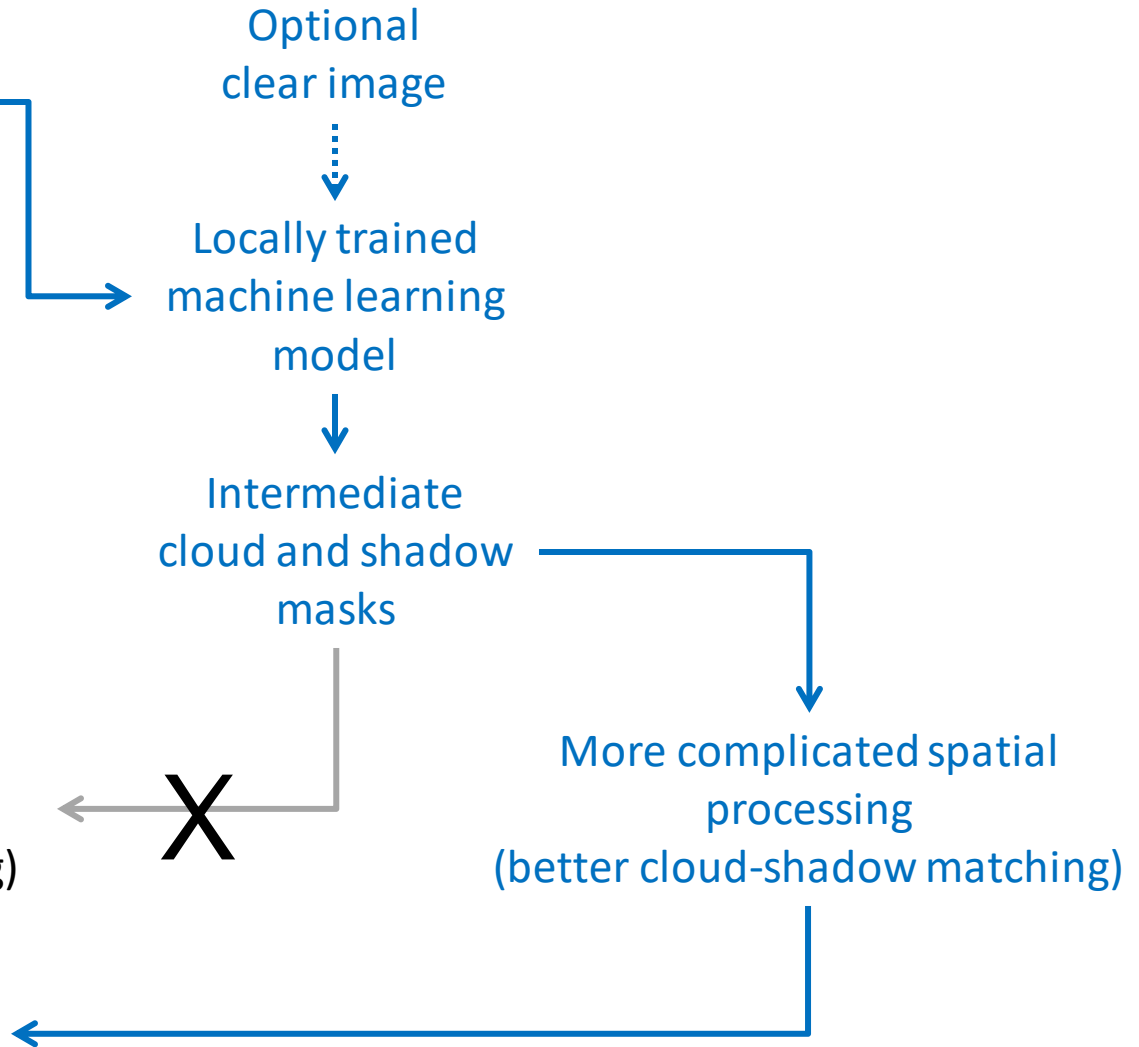 Optional
clear image
Locally trained
machine learning
model
Intermediate
cloud and shadow
masks
More complicated spatial
processing
(better cloud-shadow matching)
X
g)